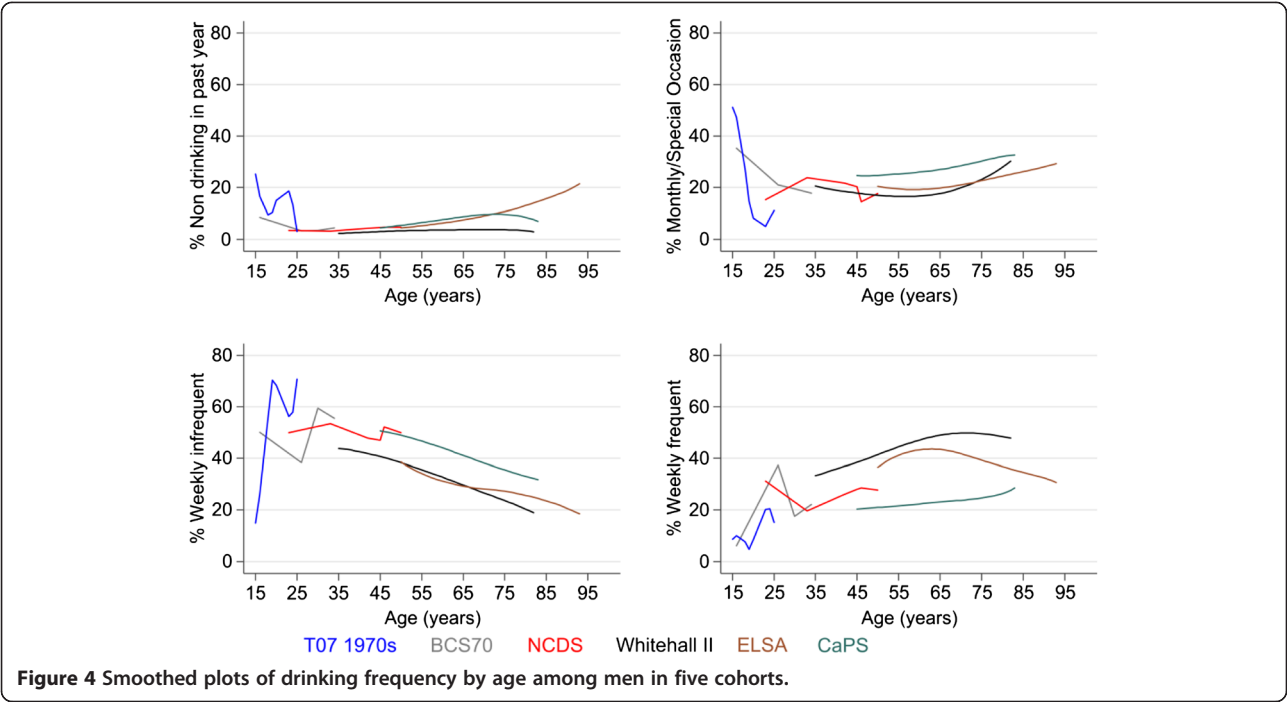 % Non drinking in past year
80
60
40
20
0
15 25 35 45 55 65 75 85 95
Age (years)
% Monthly/Special Occasion
80
60
40
20
0
15 25 35 45 55 65 75 85 95
Age (years)
% Weekly infrequent
80
60
40
20
0
15 25 35 45 55 65 75 85 95
Age (years)
% Weekly frequent
80
60
40
20
0
15 25 35 45 55 65 75 85 95
Age (years)
T07 1970s BCS70 NCDS Whitehall II ELSA CaPS
Figure 4 Smoothed plots of drinking frequency by age among men in five cohorts.